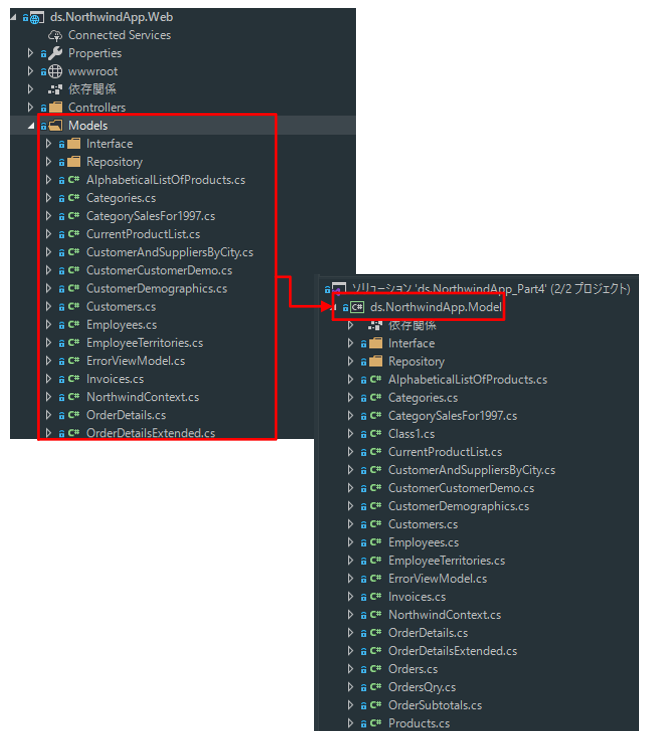 ds.NorthwindApp.Web
Connected Services
Properties
wwwroot
依存関係
Controllers
Models
Interface
Repository
AlphabeticalListOfProducts.cs
Categories.cs
CategorySalesFor1997.cs
CurrentProductList.cs
CustomerAndSuppliersByCity.cs
CustomerCustomerDemo.cs
CustomerDemographics.cs
Customers.cs
Employees.cs
EmployeeTerritories.cs
ErrorViewModel.cs
Invoices.cs
NorthwindContext.cs
OrderDetails.cs
OrderDetailsExtended.cs
ソリューション 'ds.NorthwindApp_Part4' (2/2 プロジェクト)
ds.NorthwindApp.Model
依存関係
Interface
Repository
AlphabeticalListOfProducts.cs
Categories.cs
CategorySalesFor1997.cs
Class1.cs
CurrentProductList.cs
CustomerAndSuppliersByCity.cs
CustomerCustomerDemo.cs
CustomerDemographics.cs
Customers.cs
Employees.cs
EmployeeTerritories.cs
ErrorViewModel.cs
Invoices.cs
NorthwindContext.cs
OrderDetails.cs
OrderDetailsExtended.cs
Orders.cs
OrdersQry.cs
OrderSubtotals.cs
Products.cs